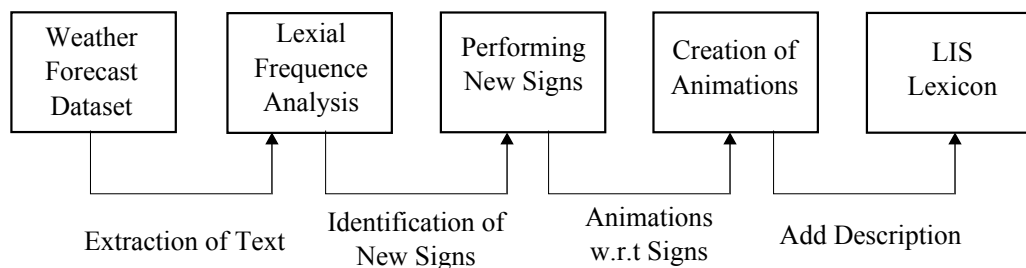 Weather
Forecast
Dataset
Lexial
Frequence
Analysis
Performing
New Signs
Creation of
Animations
LIS
Lexicon
Extraction of Text
Identification of
New Signs
Animations
w.r.t Signs
Add Description